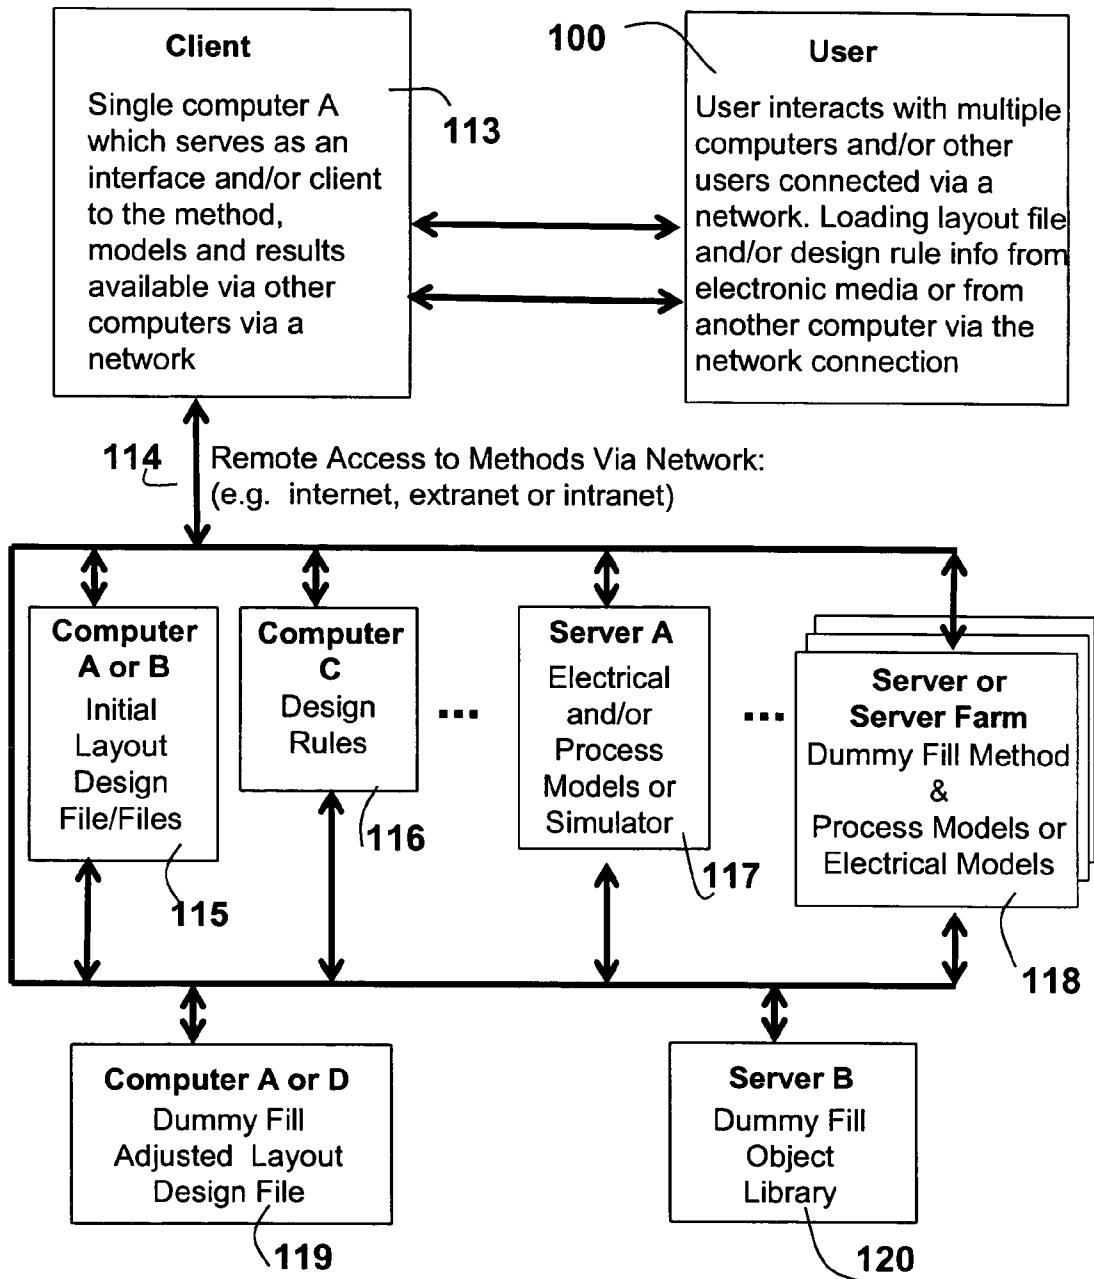 Client
Single computer A
which serves as an
interface and/or client
to the method,
models and results
available via other
computers via a
network
113
100
User
User interacts with multiple
computers and/or other
users connected via a
network. Loading layout file
and/or design rule info from
electronic media or from
another computer via the
network connection
114
Remote Access to Methods Via Network:
(e.g. internet, extranet or intranet)
Computer
A or B
Initial
Layout
Design
File/Files
115
Computer
C
Design
Rules
116
...
Server A
Electrical
and/or
Process
Models or
Simulator
117
...
Server or
Server Farm
Dummy Fill Method
&
Process Models or
Electrical Models
118
Computer A or D
Dummy Fill
Adjusted Layout
Design File
119
Server B
Dummy Fill
Object
Library
120